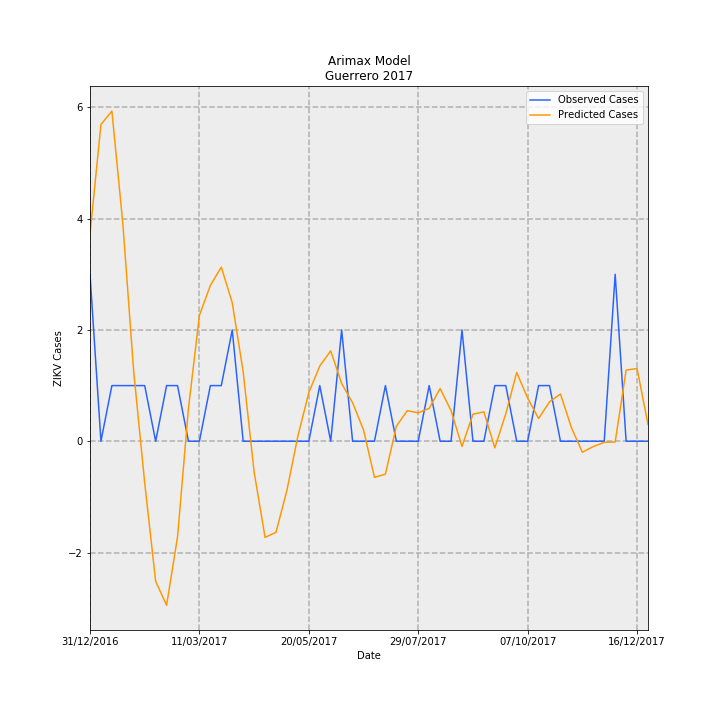 Arimax Model
Guerrero 2017
Observed Cases
Predicted Cases
6
4
2
0
−2
ZIKV Cases
31/12/2016 11/03/2017 20/05/2017 29/07/2017 07/10/2017 16/12/2017
Date